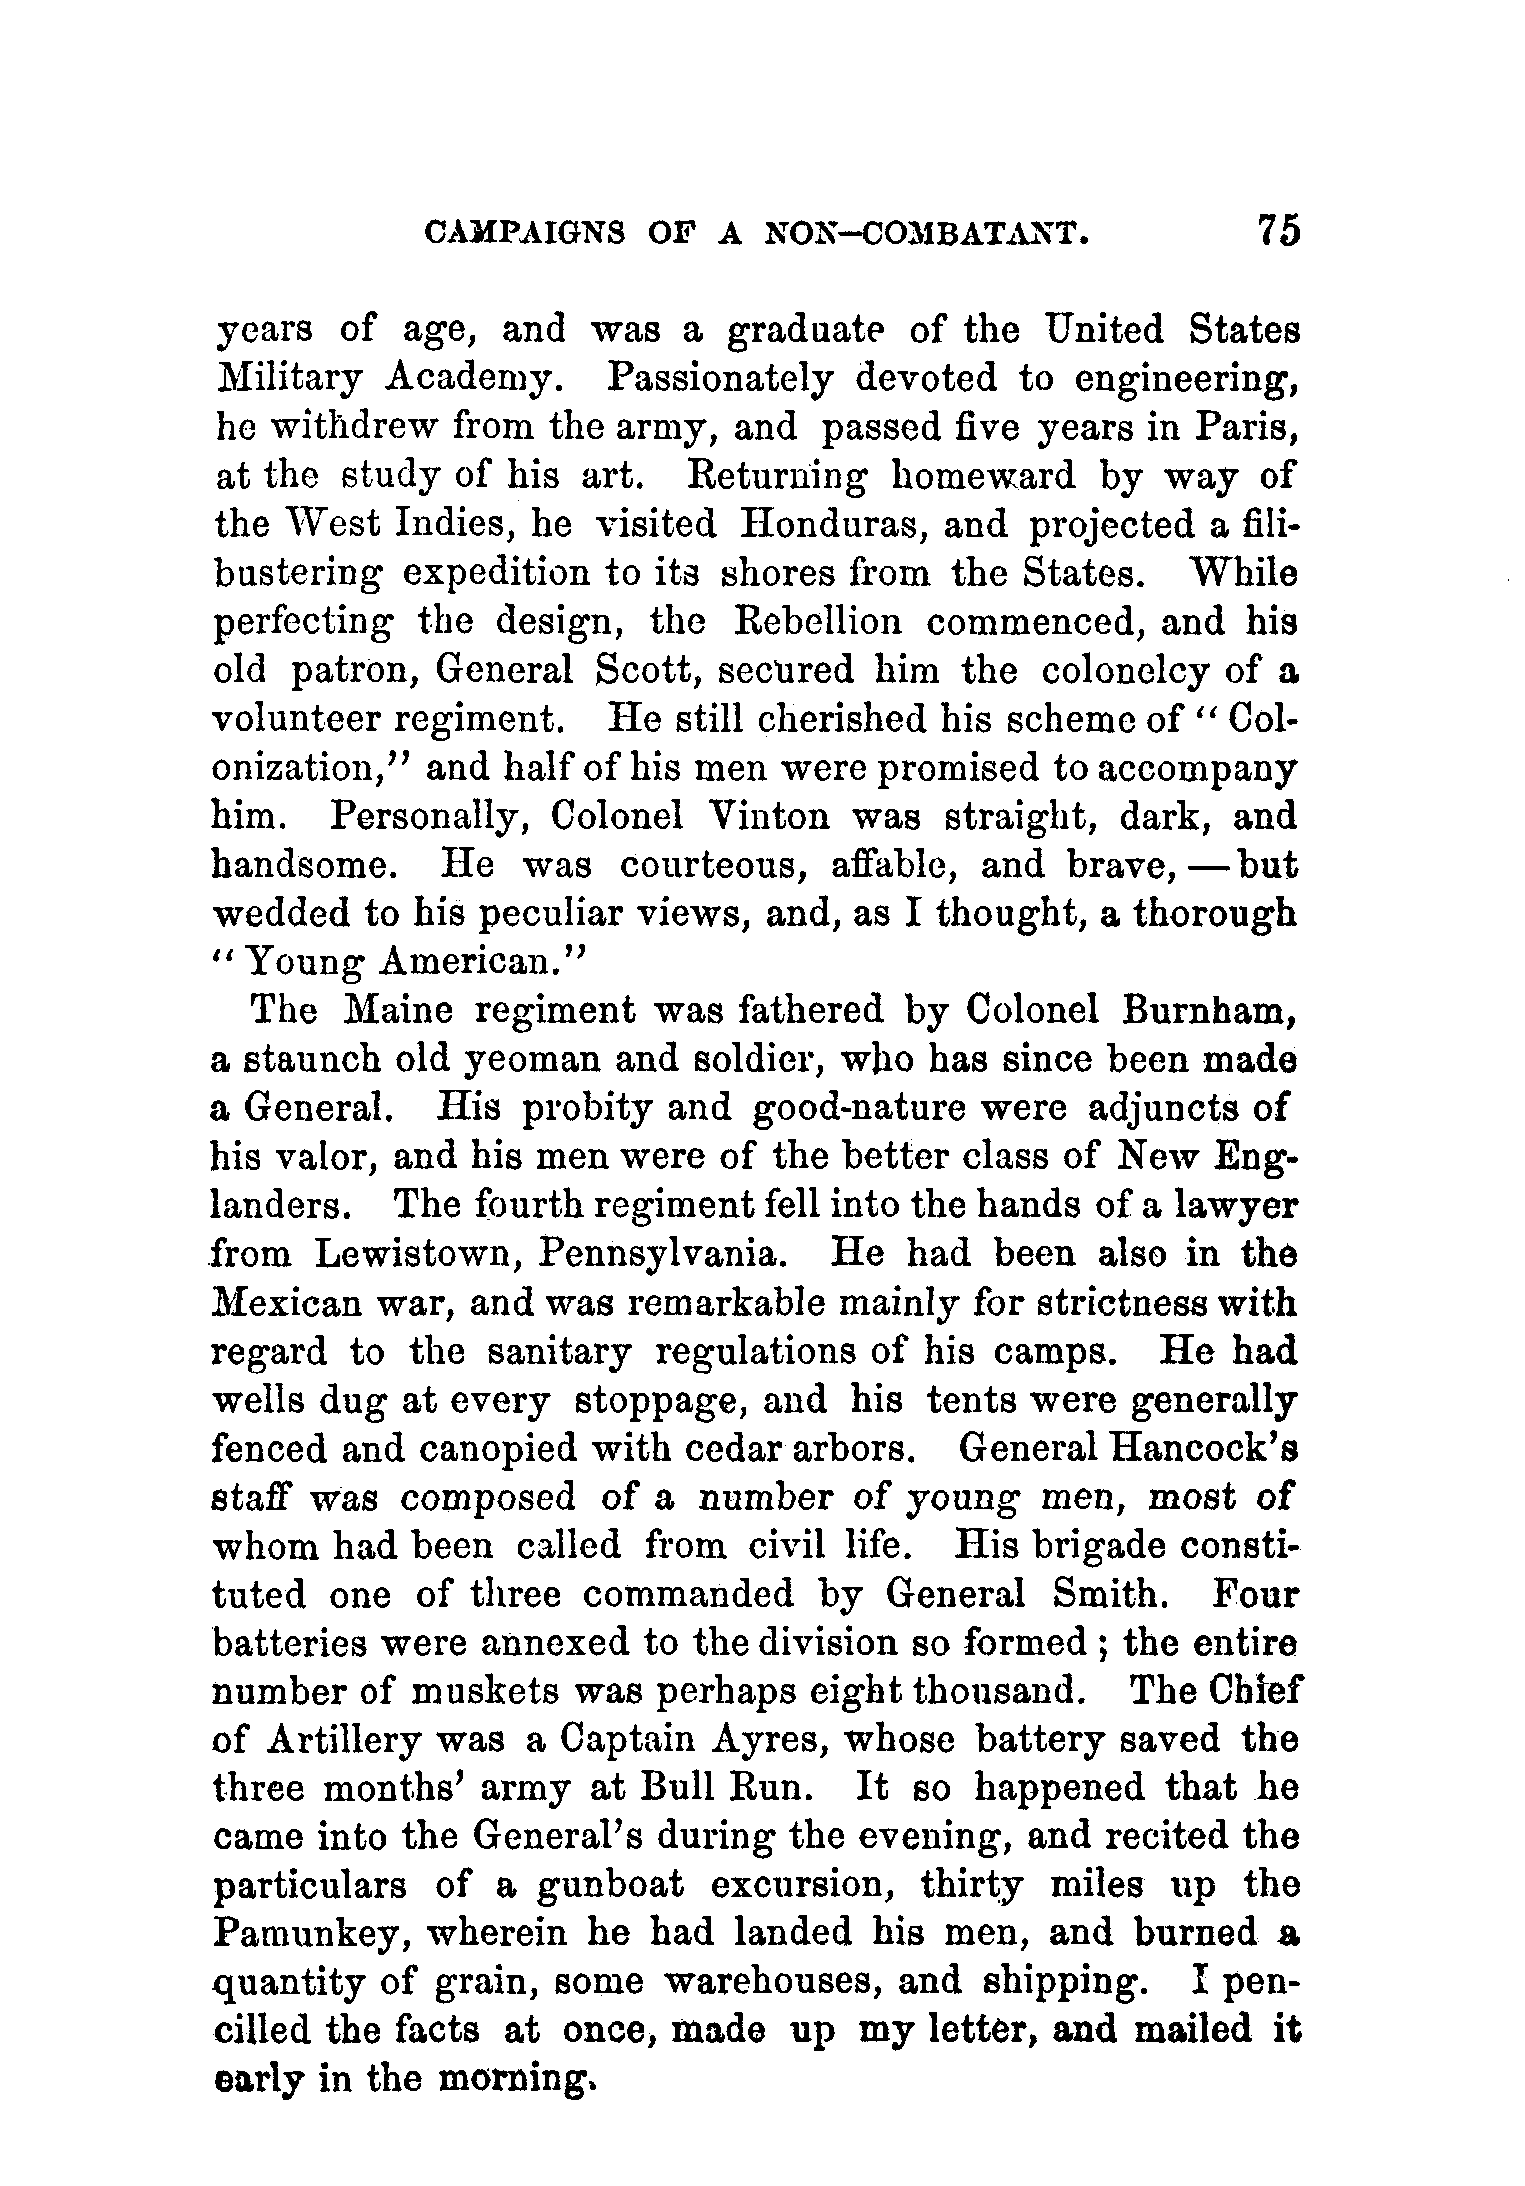 CAMPAIGNS OF A NON-COMBATANT. 75
years of age, and was a graduate of the United States
Military Academy. Passionately devoted to engineering,
he withdrew from the army, and passed five years in Paris,
at the study of his art. Returning homeward by way of
the West Indies, he visited Honduras, and projected a fili-
bustering expedition to its shores from the States. While
perfecting the design, the Rebellion commenced, and his
old patron, General Scott, secured him the colonelcy of a
volunteer regiment. He still cherished his scheme of "Col-
onization," and half of his men were promised to accompany
him. Personally, Colonel Vinton was straight, dark, and
handsome. He was courteous, affable, and brave, — but
wedded to his peculiar views, and, as I thought, a thorough
"Young American."
The Maine regiment was fathered by Colonel Burnham,
a staunch old yeoman and soldier, who has since been made
a General. His probity and good-nature were adjuncts of
his valor, and his men were of the better class of New Eng-
landers. The fourth regiment fell into the hands of a lawyer
from Lewistown, Pennsylvania. He had been also in the
Mexican war, and was remarkable mainly for strictness with
regard to the sanitary regulations of his camps. He had
wells dug at every stoppage, and his tents were generally
fenced and canopied with cedar arbors. General Hancock's
staff was composed of a number of young men, most of
whom had been called from civil life. His brigade consti-
tuted one of three commanded by General Smith. Four
batteries were annexed to the division so formed; the entire
number of muskets was perhaps eight thousand. The Chief
of Artillery was a Captain Ayres, whose battery saved the
three months' army at Bull Run. It so happened that he
came into the General's during the evening, and recited the
particulars of a gunboat excursion, thirty miles up the
Pamunkey, wherein he had landed his men, and burned a
quantity of grain, some warehouses, and shipping. I pen-
cilled the facts at once, made up my letter, and mailed it
early in the morning.